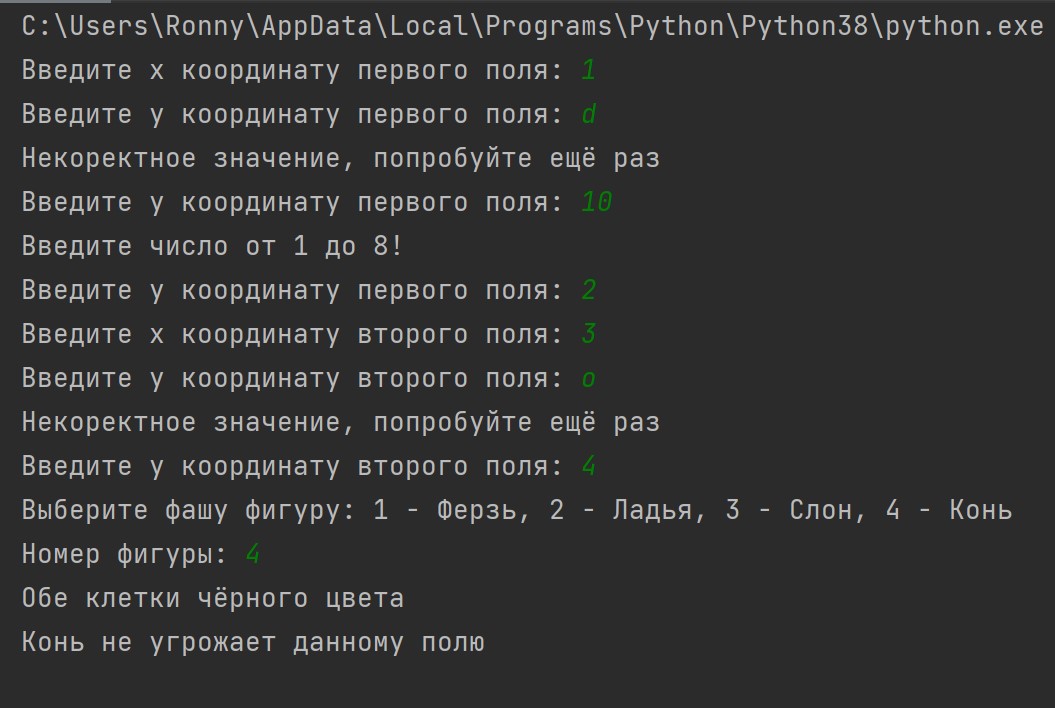 C:\Users\Ronny\AppData\Local\Programs\Python\Python38\python.exe
Введите x координату первого поля: 1
Введите y координату первого поля: d
Некоректное значение, попробуйте ещё раз
Введите y координату первого поля: 10
Введите число от 1 до 8!
Введите y координату первого поля: 2
Введите x координату второго поля: 3
Введите y координату второго поля: o
Некоректное значение, попробуйте ещё раз
Введите y координату второго поля: 4
Выберите фашу фигуру: 1 - Ферзь, 2 - Ладья, 3 - Слон, 4 - Конь
Номер фигуры: 4
Обе клетки чёрного цвета
Конь не угрожает данному полю